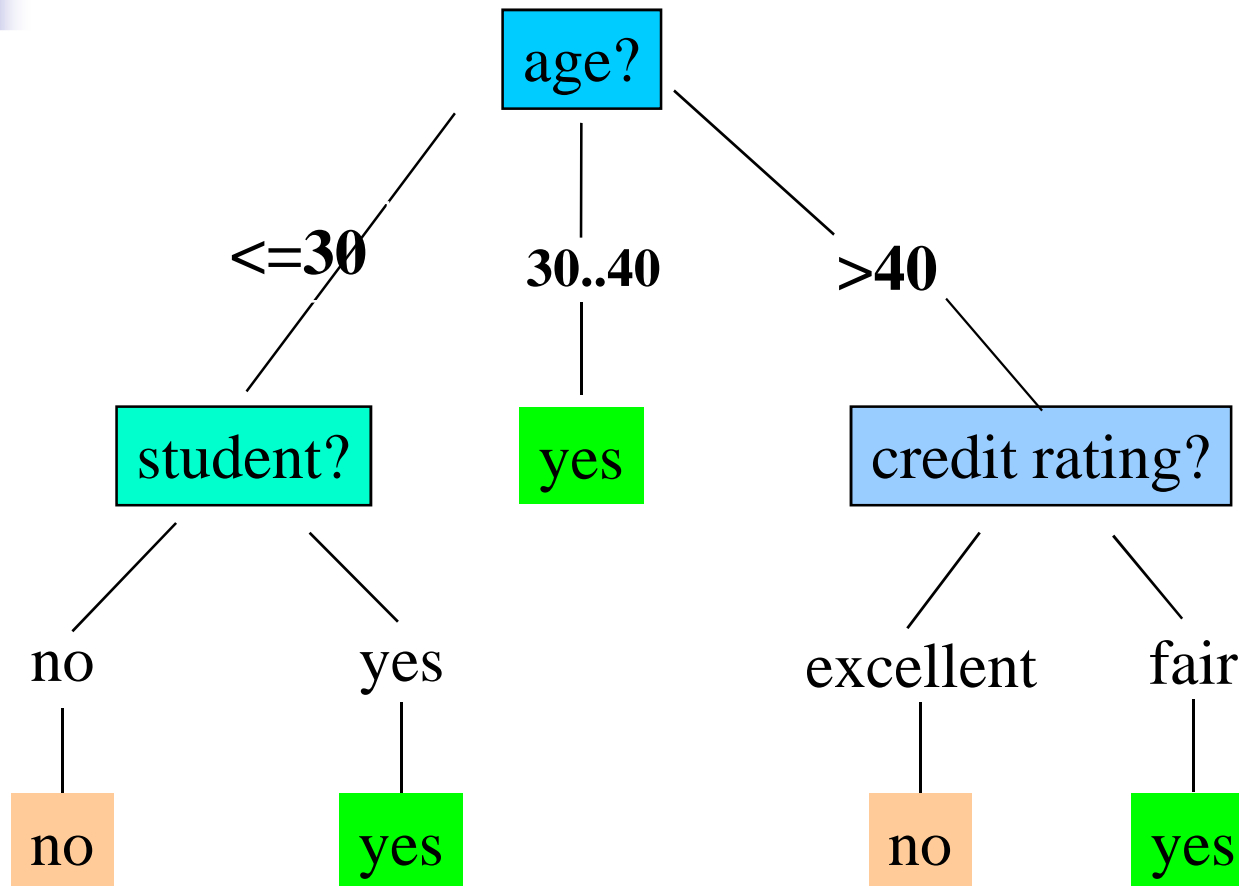 age?
<=30
30..40
>40
student?
yes
credit rating?
no
yes
excellent
fair
no
yes
no
yes